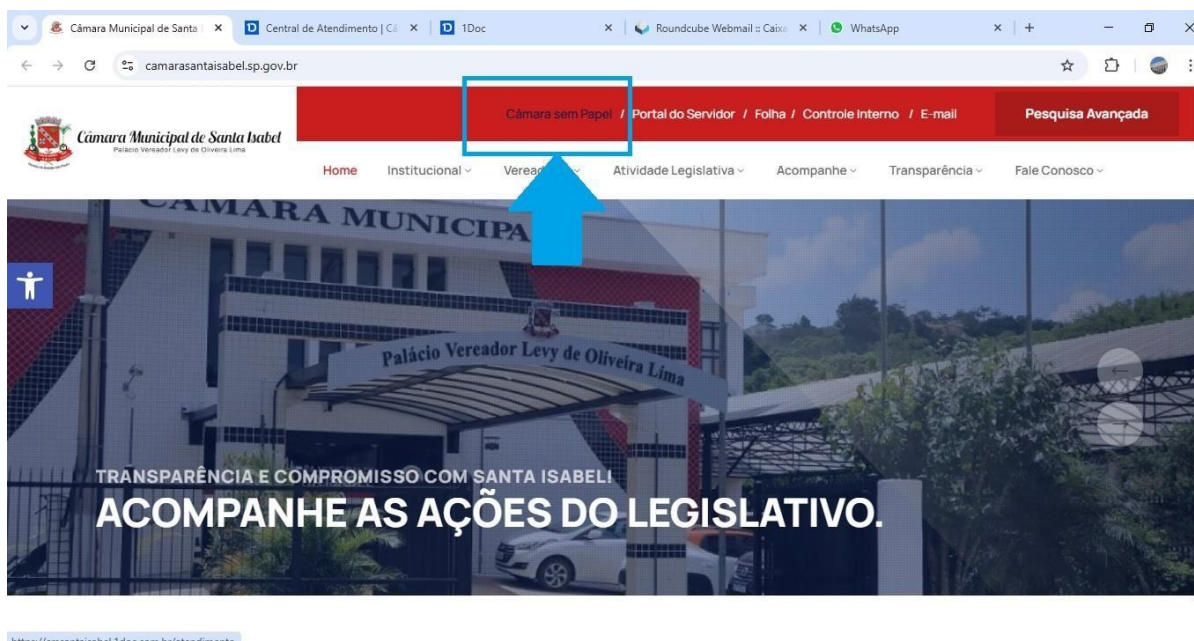 Câmara Municipal de Santa I
Central de Atendimento | Câ
1Doc
Roundcube Webmail :: Caixa
WhatsApp
camarasantaisabel.sp.gov.br
Câmara sem Papel / Portal do Servidor / Folha / Controle Interno / E-mail
Pesquisa Avançada
Câmara Municipal de Santa Isabel
Palácio Vereador Levy de Oliveira Lima
Home Institucional Veread Atividade Legislativa Acompanhe Transparência Fale Conosco
CÂMARA MUNICIPA
Palácio Vereador Levy de Oliveira Lima
TRANSPARÊNCIA E COMPROMISSO COM SANTA ISABEL!
ACOMPANHE AS AÇÕES DO LEGISLATIVO.